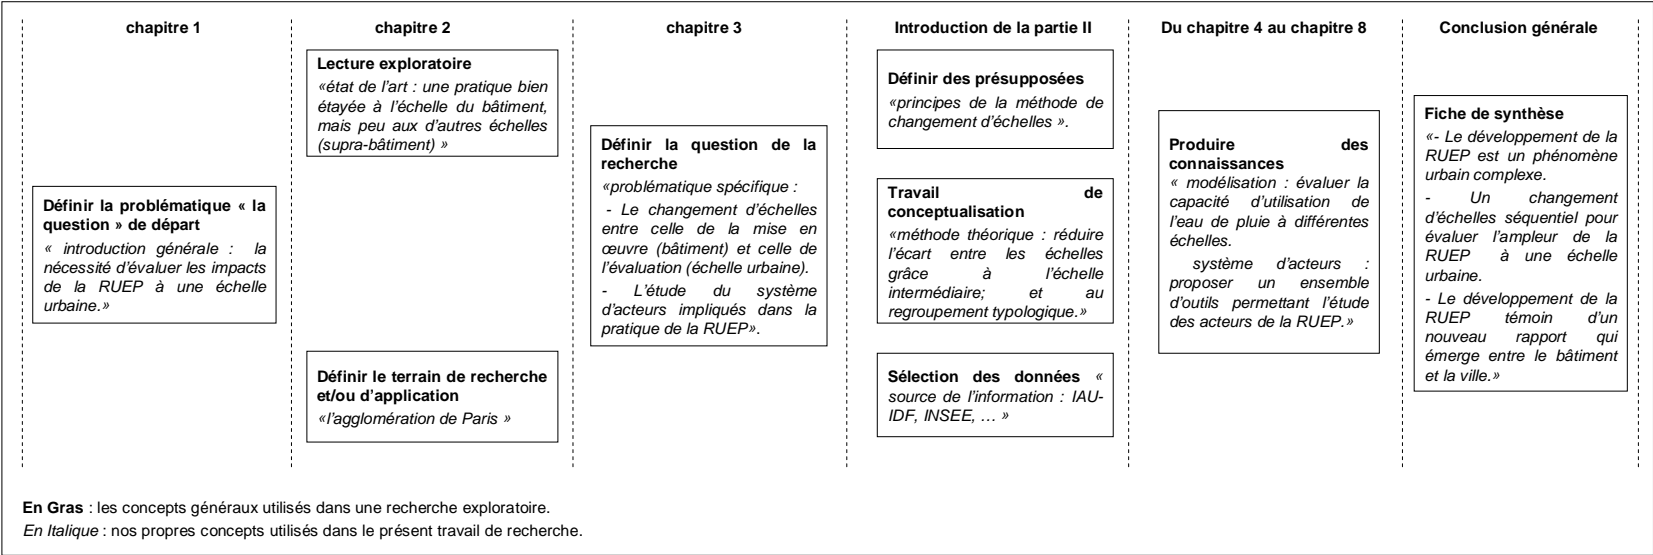 chapitre 1
Définir la problématique « la
question » de départ
« introduction générale : la
nécessité d'évaluer les impacts
de la RUEP à une échelle
urbaine.»
chapitre 2
Lecture exploratoire
«état de l'art : une pratique bien
étayée à l'échelle du bâtiment,
mais peu aux d'autres échelles
(supra-bâtiment) »
Définir le terrain de recherche
et/ou d'application
«l'agglomération de Paris »
chapitre 3
Définir la question de la
recherche
«problématique spécifique :
- Le changement d'échelles
entre celle de la mise en
œuvre (bâtiment) et celle de
l'évaluation (échelle urbaine).
- L'étude du système
d'acteurs impliqués dans la
pratique de la RUEP».
Introduction de la partie II
Définir des présupposées
«principes de la méthode de
changement d'échelles ».
Travail de
conceptualisation
«méthode théorique : réduire
l'écart entre les échelles
grâce à l'échelle
intermédiaire; et au
regroupement typologique.»
Sélection des données «
source de l'information : IAU-
IDF, INSEE, … »
Du chapitre 4 au chapitre 8
Produire des
connaissances
« modélisation : évaluer la
capacité d'utilisation de
l'eau de pluie à différentes
échelles.
système d'acteurs :
proposer un ensemble
d'outils permettant l'étude
des acteurs de la RUEP.»
Conclusion générale
Fiche de synthèse
«- Le développement de la
RUEP est un phénomène
urbain complexe.
- Un changement
d'échelles séquentiel pour
évaluer l'ampleur de la
RUEP à une échelle
urbaine.
- Le développement de la
RUEP témoin d'un
nouveau rapport qui
émerge entre le bâtiment
et la ville.»
En Gras : les concepts généraux utilisés dans une recherche exploratoire.
En Italique : nos propres concepts utilisés dans le présent travail de recherche.